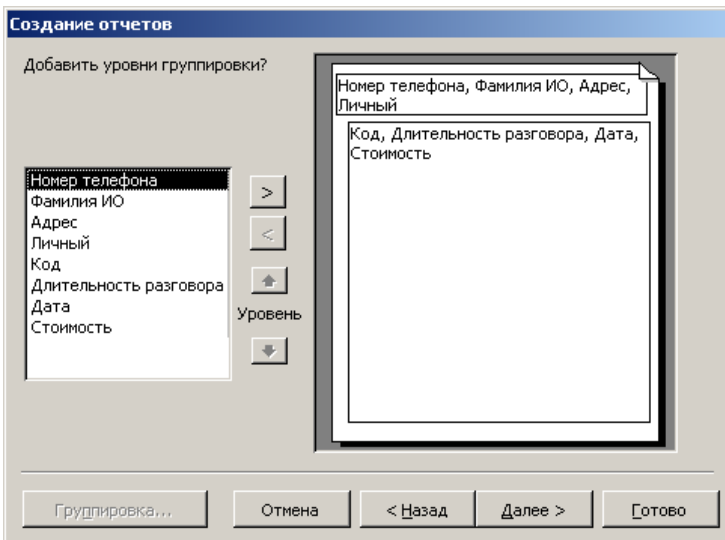 Создание отчетов
Добавить уровни группировки?
Номер телефона
Фамилия ИО
Адрес
Личный
Код
Длительность разговора
Дата
Стоимость
>
<
Уровень
Номер телефона, Фамилия ИО, Адрес,
Личный
Код, Длительность разговора, Дата,
Стоимость
Группировка...
Отмена
< Назад
Далее >
Готово